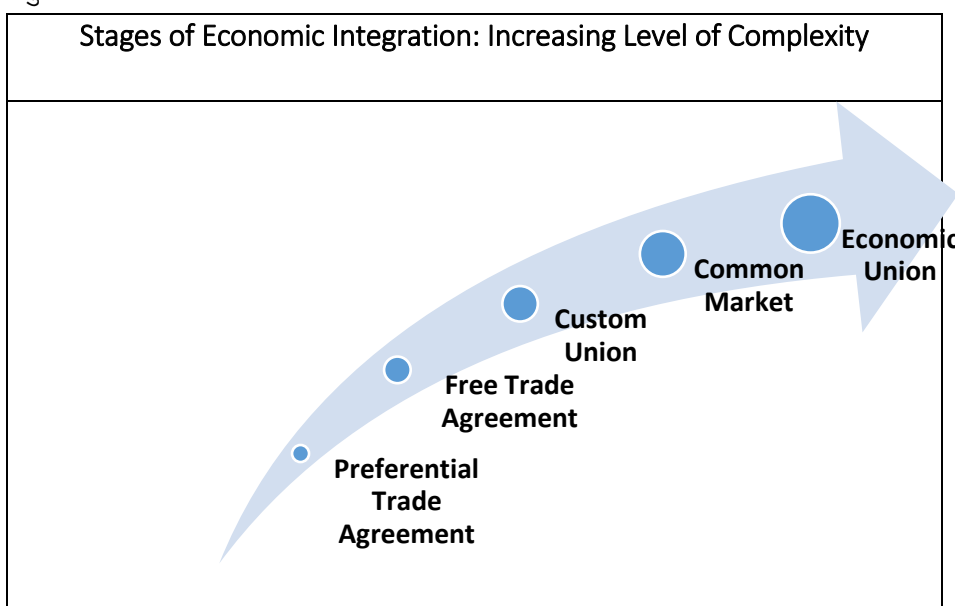 Stages of Economic Integration: Increasing Level of Complexity
Economic
Union
Common
Market
Custom
Union
Free Trade
Agreement
Preferential
Trade
Agreement